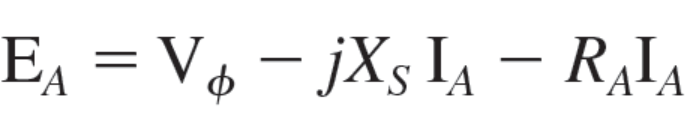 E_A = V_ϕ − jX_S I_A − R_A I_A